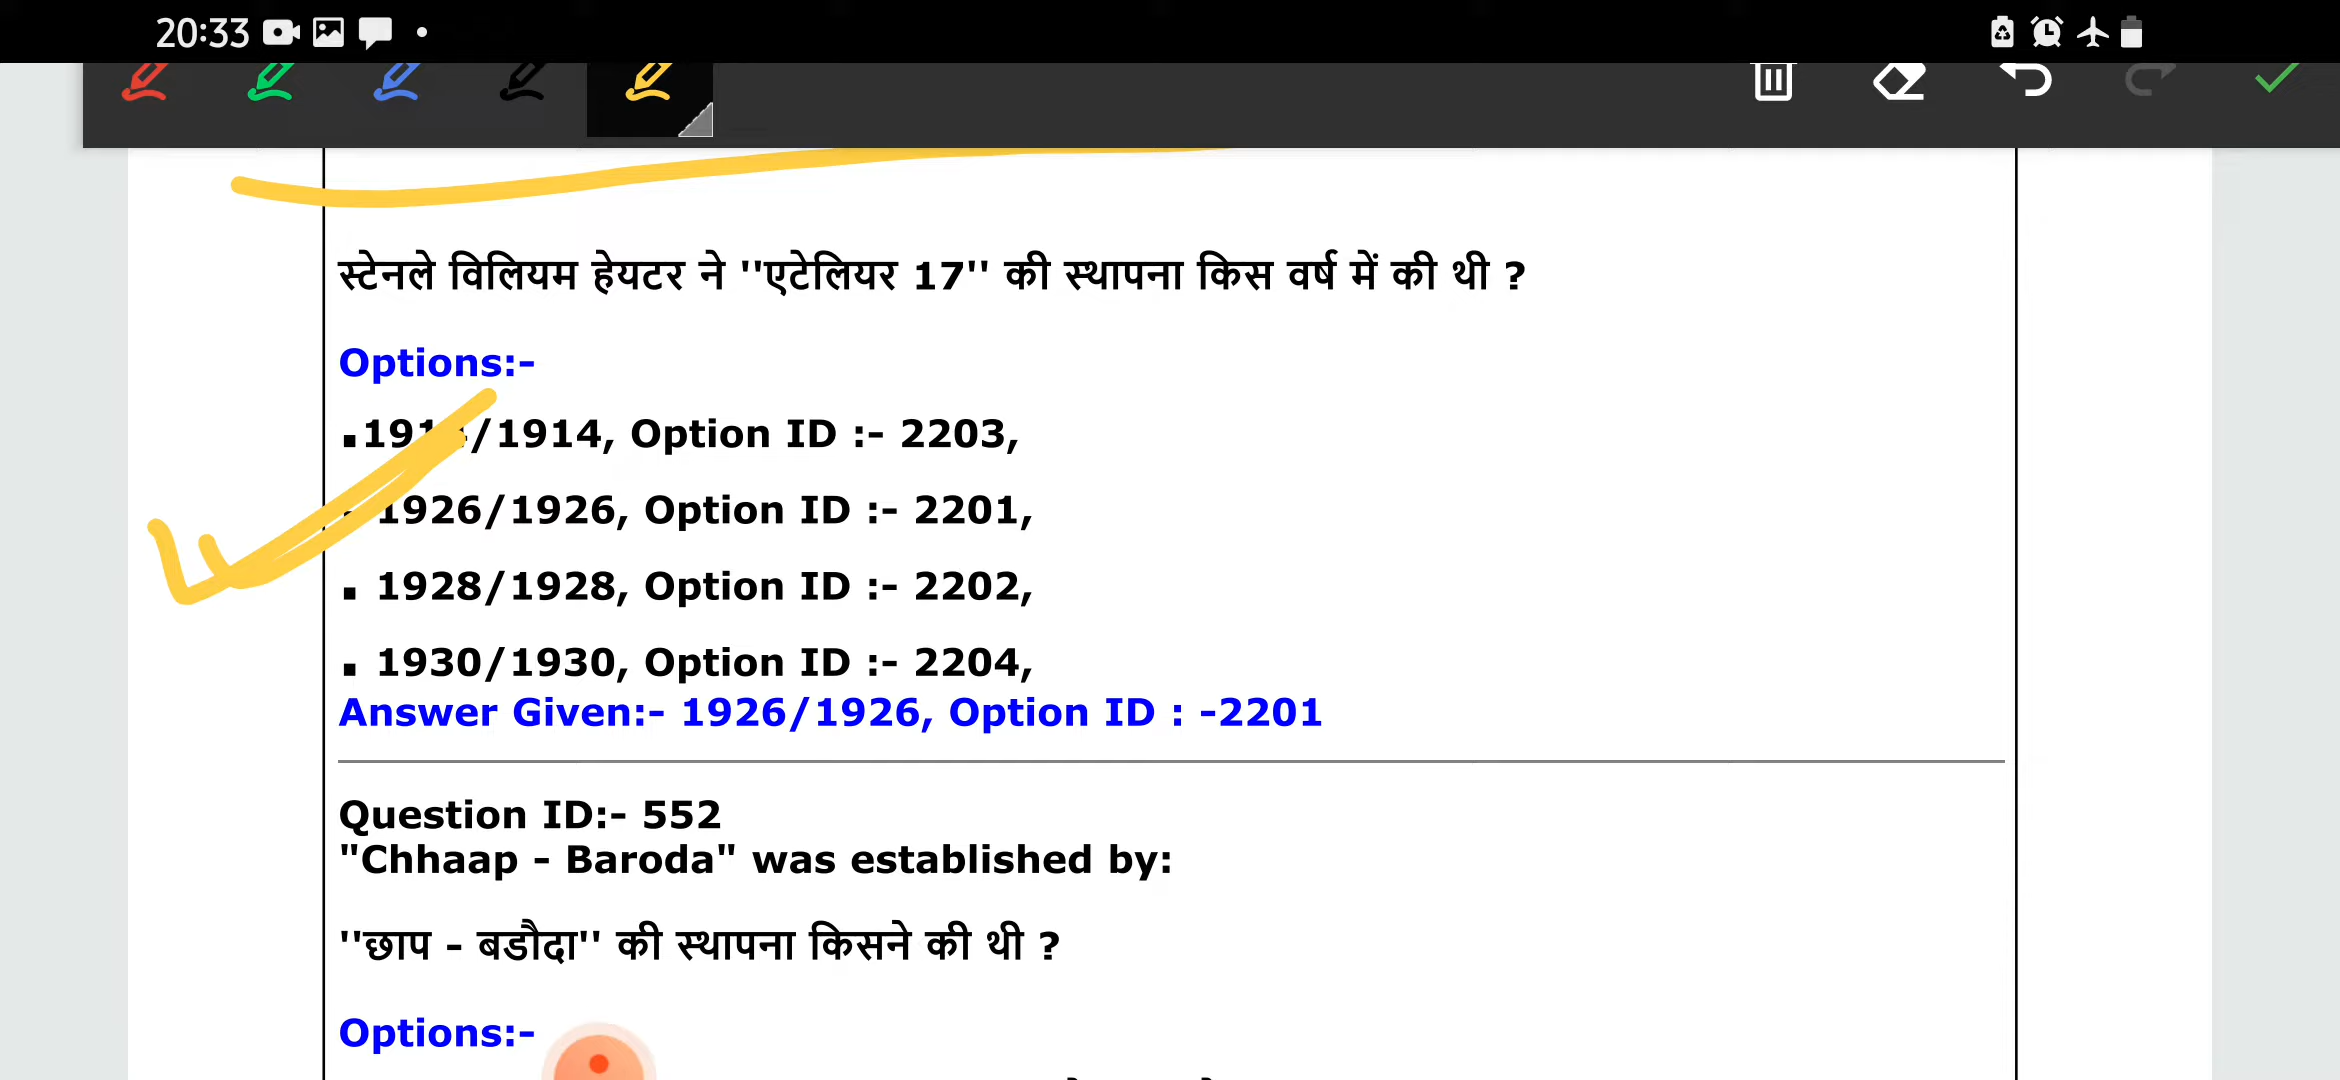 20:33
स्टेनले विलियम हेयटर ने ''एटेलियर 17'' की स्थापना किस वर्ष में की थी ?
Options:-
/1914, Option ID :- 2203,
1926/1926, Option ID :- 2201,
1928/1928, Option ID :- 2202,
1930/1930, Option ID :- 2204,
Answer Given:- 1926/1926, Option ID : -2201
Question ID:- 552
"Chhaap - Baroda" was established by:
''छाप - बडौदा'' की स्थापना किसने की थी ?
Options:-